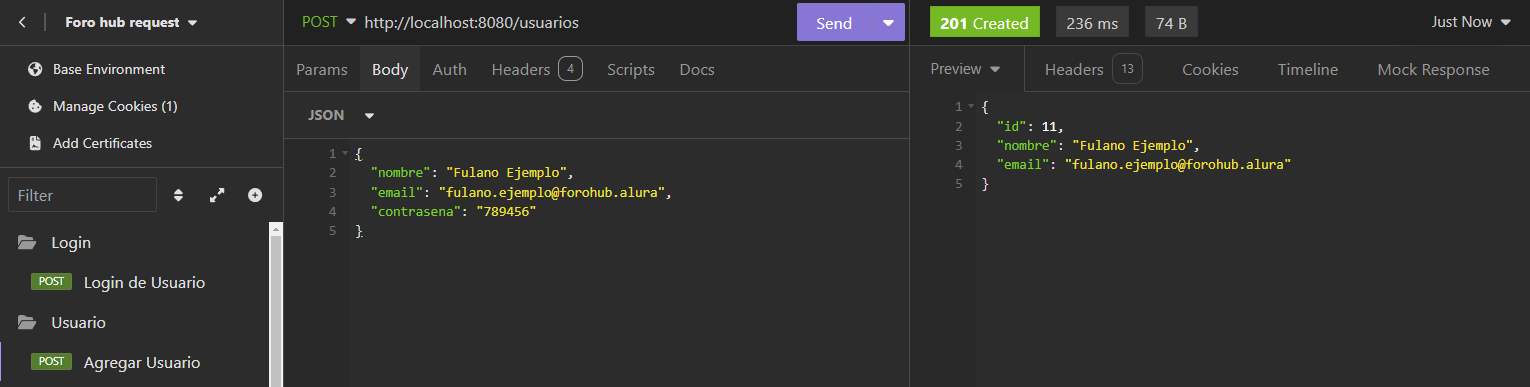 Foro hub request
Base Environment
Manage Cookies (1)
Add Certificates
Filter
Login
POST Login de Usuario
Usuario
POST Agregar Usuario
POST http://localhost:8080/usuarios Send
Params Body Auth Headers 4 Scripts Docs
JSON
1 {
2 "nombre": "Fulano Ejemplo",
3 "email": "fulano.ejemplo@forohub.alura",
4 "contrasena": "789456"
5 }
201 Created 236 ms 74 B Just Now
Preview Headers 13 Cookies Timeline Mock Response
1 {
2 "id": 11,
3 "nombre": "Fulano Ejemplo",
4 "email": "fulano.ejemplo@forohub.alura"
5 }